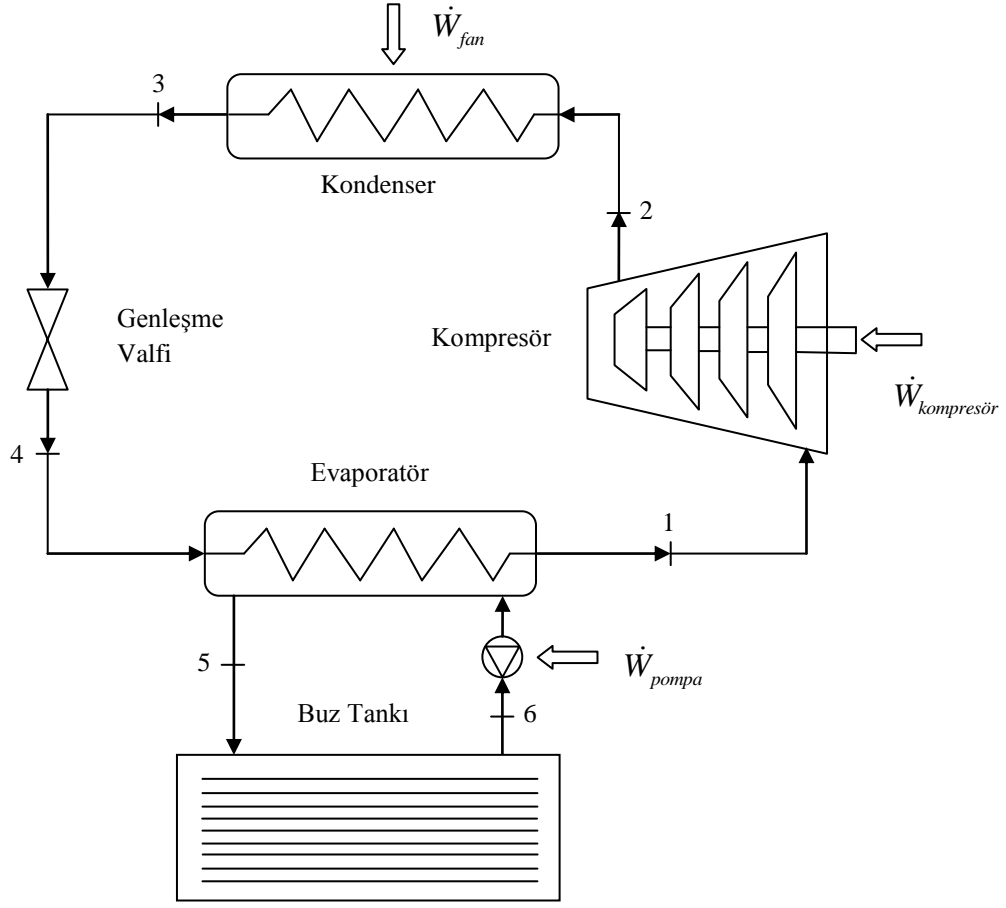 Ẇfan
3
Kondenser
2
Genleşme
Valfi
Kompresör
Ẇkompresör
4
Evaporatör
1
5
Ẇpompa
Buz Tankı
6